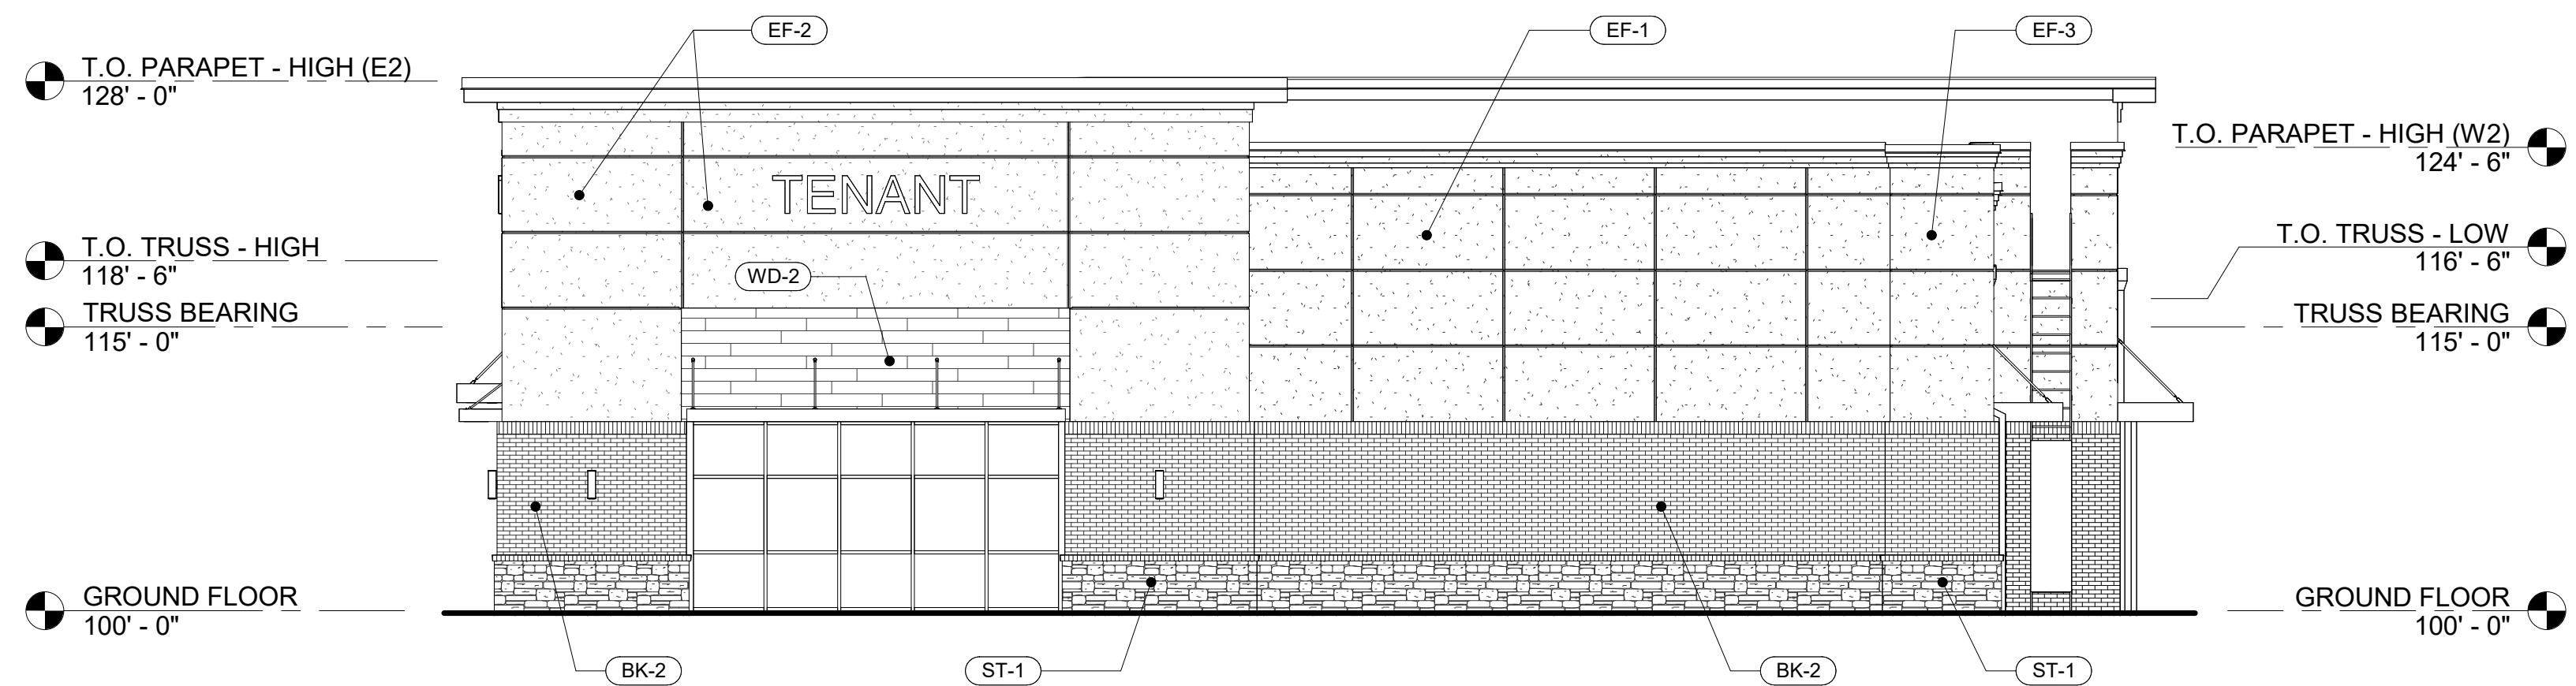 EF-2
EF-1
EF-3
T.O. PARAPET - HIGH (E2)
128' - 0"
T.O. PARAPET - HIGH (W2)
124' - 6"
TENANT
T.O. TRUSS - HIGH
118' - 6"
T.O. TRUSS - LOW
116' - 6"
WD-2
TRUSS BEARING
115' - 0"
TRUSS BEARING
115' - 0"
GROUND FLOOR
100' - 0"
GROUND FLOOR
100' - 0"
BK-2
ST-1
BK-2
ST-1